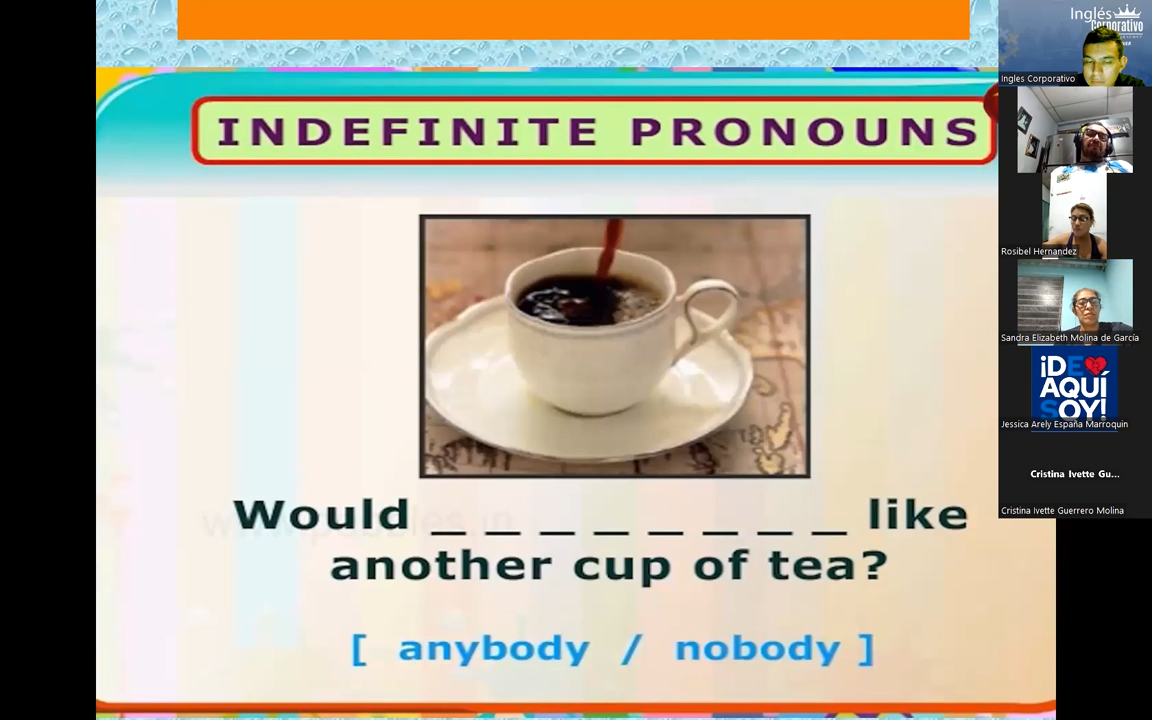 INDEFINITE PRONOUNS
Would _ _ _ _ _ _ _ _ like
another cup of tea?
[ anybody / nobody ]
Inglés
Corporativo
Ingles Corporativo
Rosibel Hernandez
Sandra Elizabeth Molina de García
¡DE
AQUÍ
SOY!
Jessica Arely España Marroquin
Cristina Ivette Gu...
Cristina Ivette Guerrero Molina